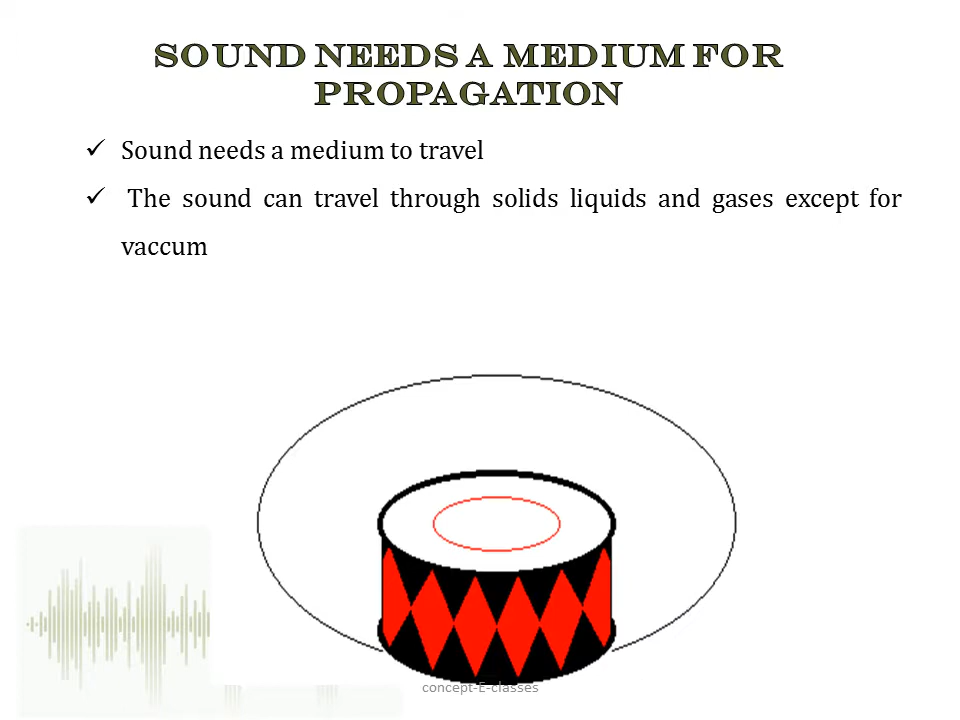 SOUND NEEDS A MEDIUM FOR
PROPAGATION
✓ Sound needs a medium to travel
✓ The sound can travel through solids liquids and gases except for
vaccum
concept-E-classes